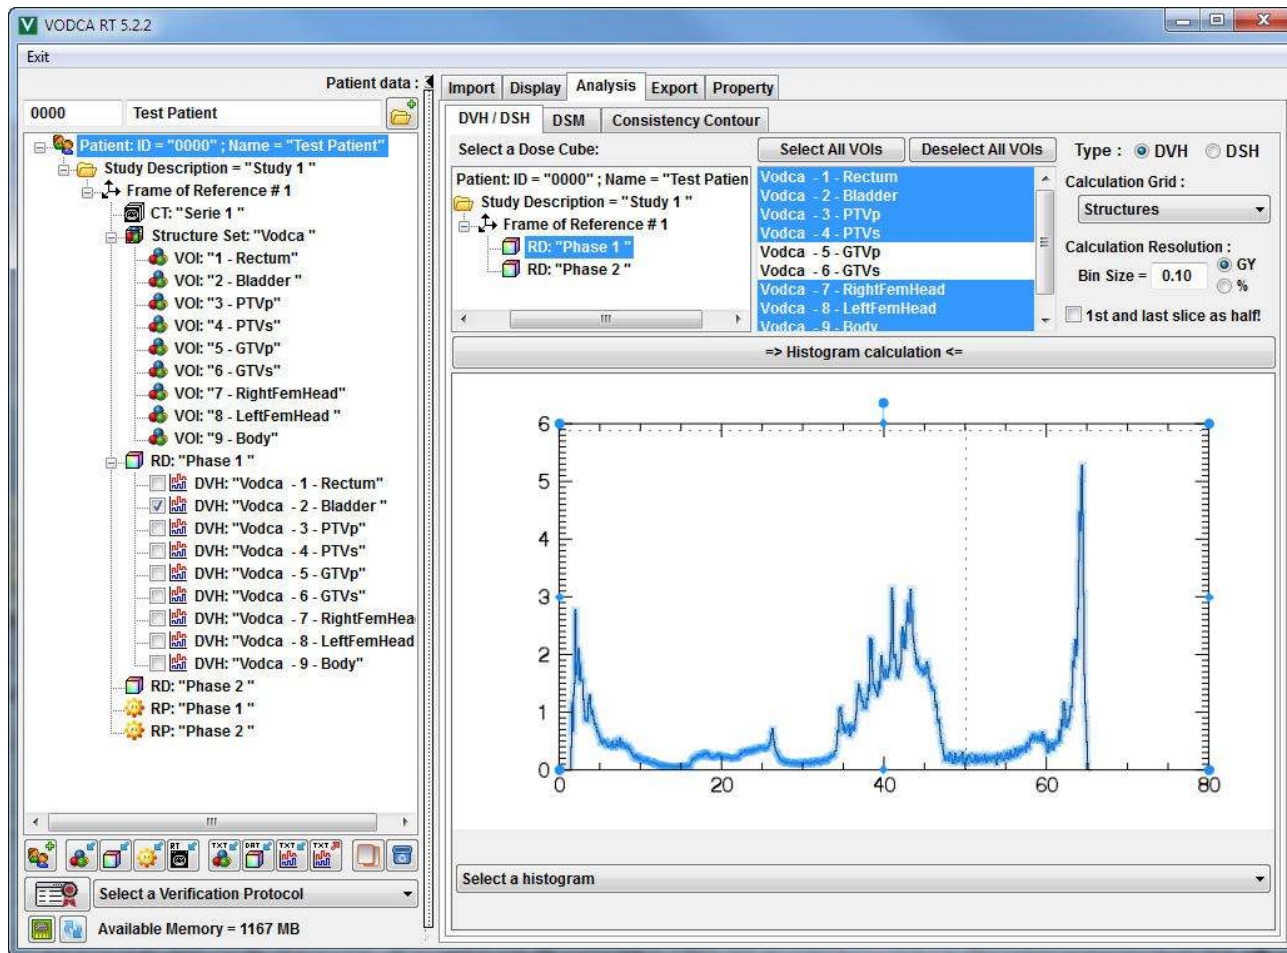 VODCA RT 5.2.2
Exit
Patient data :
0000 Test Patient
Patient: ID = "0000" ; Name = "Test Patient"
Study Description = "Study 1 "
Frame of Reference # 1
CT: "Serie 1 "
Structure Set: "Vodca "
VOI: "1 - Rectum"
VOI: "2 - Bladder "
VOI: "3 - PTVp"
VOI: "4 - PTVs"
VOI: "5 - GTVp"
VOI: "6 - GTVs"
VOI: "7 - RightFemHead"
VOI: "8 - LeftFemHead "
VOI: "9 - Body"
RD: "Phase 1 "
DVH: "Vodca - 1 - Rectum"
DVH: "Vodca - 2 - Bladder "
DVH: "Vodca - 3 - PTVp"
DVH: "Vodca - 4 - PTVs"
DVH: "Vodca - 5 - GTVp"
DVH: "Vodca - 6 - GTVs"
DVH: "Vodca - 7 - RightFemHea
DVH: "Vodca - 8 - LeftFemHead
DVH: "Vodca - 9 - Body"
RD: "Phase 2 "
RP: "Phase 1 "
RP: "Phase 2 "
RT TXT DAT TXT TXT
Select a Verification Protocol
Available Memory = 1167 MB
Import Display Analysis Export Property
DVH / DSH DSM Consistency Contour
Select a Dose Cube:
Patient: ID = "0000" ; Name = "Test Patien
Study Description = "Study 1 "
Frame of Reference # 1
RD: "Phase 1 "
RD: "Phase 2 "
Select All VOIs Deselect All VOIs
Vodca - 1 - Rectum
Vodca - 2 - Bladder
Vodca - 3 - PTVp
Vodca - 4 - PTVs
Vodca - 5 - GTVp
Vodca - 6 - GTVs
Vodca - 7 - RightFemHead
Vodca - 8 - LeftFemHead
Vodca - 9 - Body
Type : DVH DSH
Calculation Grid :
Structures
Calculation Resolution :
Bin Size = 0.10 GY
%
1st and last slice as half!
=> Histogram calculation <=
6
5
4
3
2
1
0
0 20 40 60 80
Select a histogram